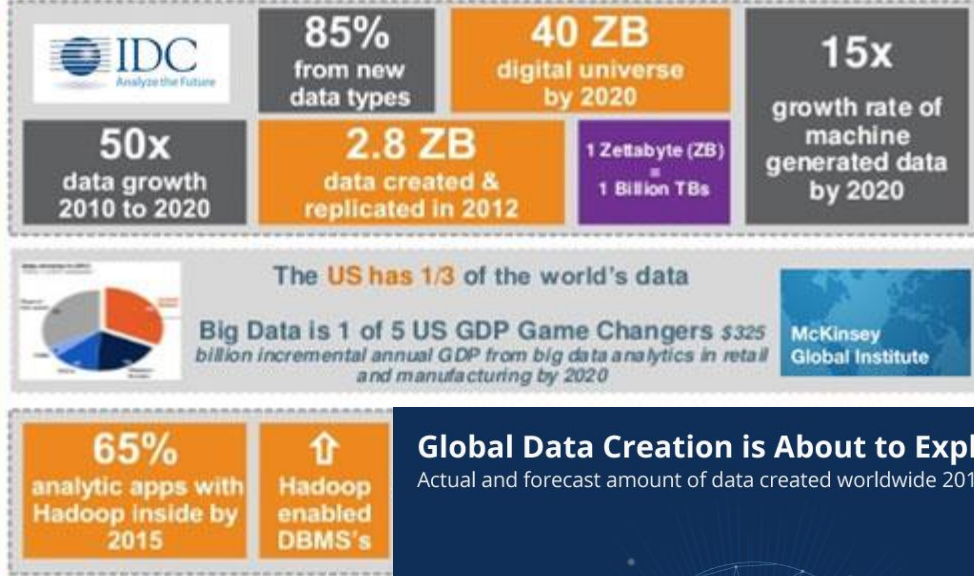 IDC
Analyze the Future
85%
from new
data types
40 ZB
digital universe
by 2020
15x
growth rate of
machine
generated data
by 2020
50x
data growth
2010 to 2020
2.8 ZB
data created &
replicated in 2012
1 Zettabyte (ZB)
=
1 Billion TBs
The US has 1/3 of the world's data
Big Data is 1 of 5 US GDP Game Changers $325
billion incremental annual GDP from big data analytics in retail
and manufacturing by 2020
McKinsey
Global Institute
65%
analytic apps with
Hadoop inside by
2015
⇧
Hadoop
enabled
DBMS's
Global Data Creation is About to Expl
Actual and forecast amount of data created worldwide 201